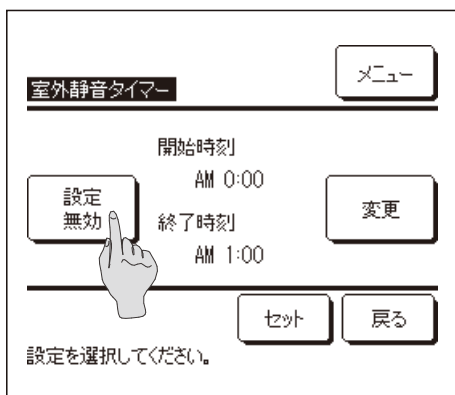 メニュー
室外静音タイマー
開始時刻
AM 0:00
設定
無効
終了時刻
AM 1:00
変更
セット
戻る
設定を選択してください。